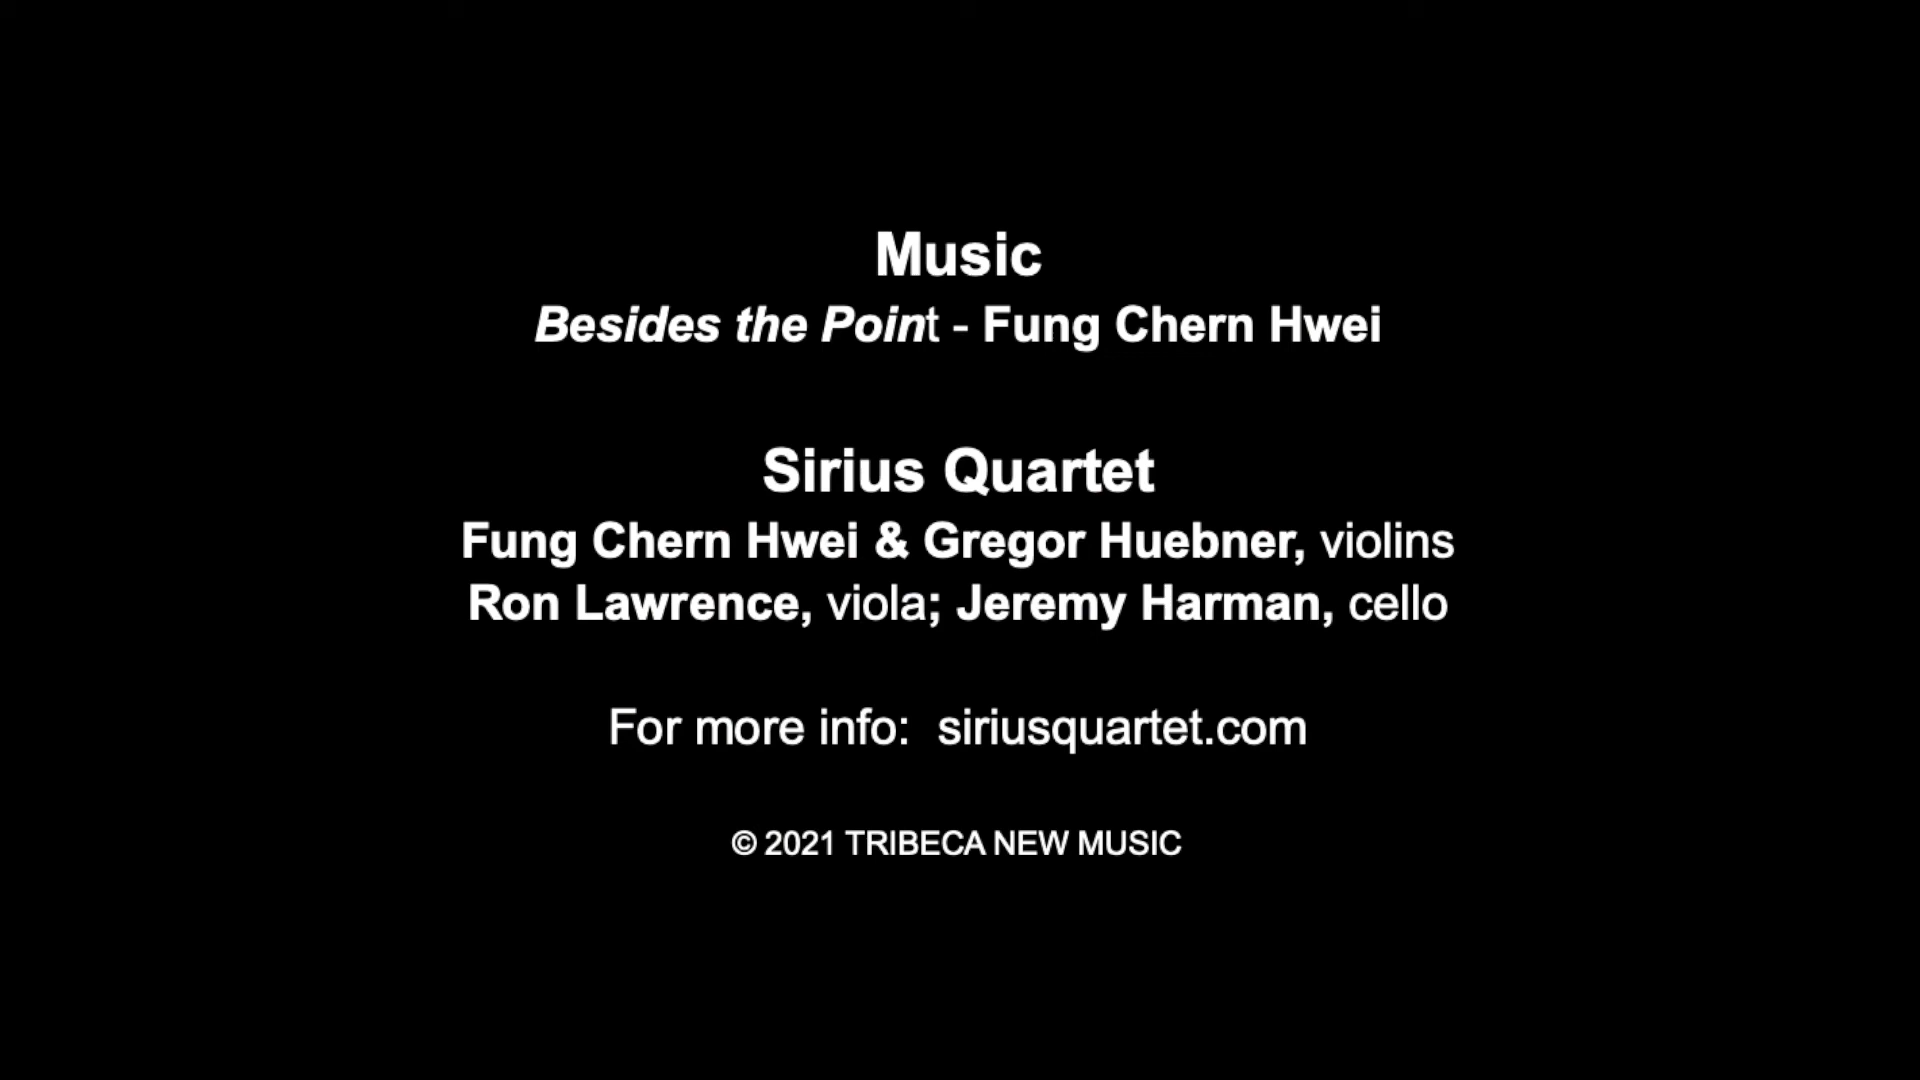 Music
Besides the Point - Fung Chern Hwei
Sirius Quartet
Fung Chern Hwei & Gregor Huebner, violins
Ron Lawrence, viola; Jeremy Harman, cello
For more info:  siriusquartet.com
© 2021 TRIBECA NEW MUSIC